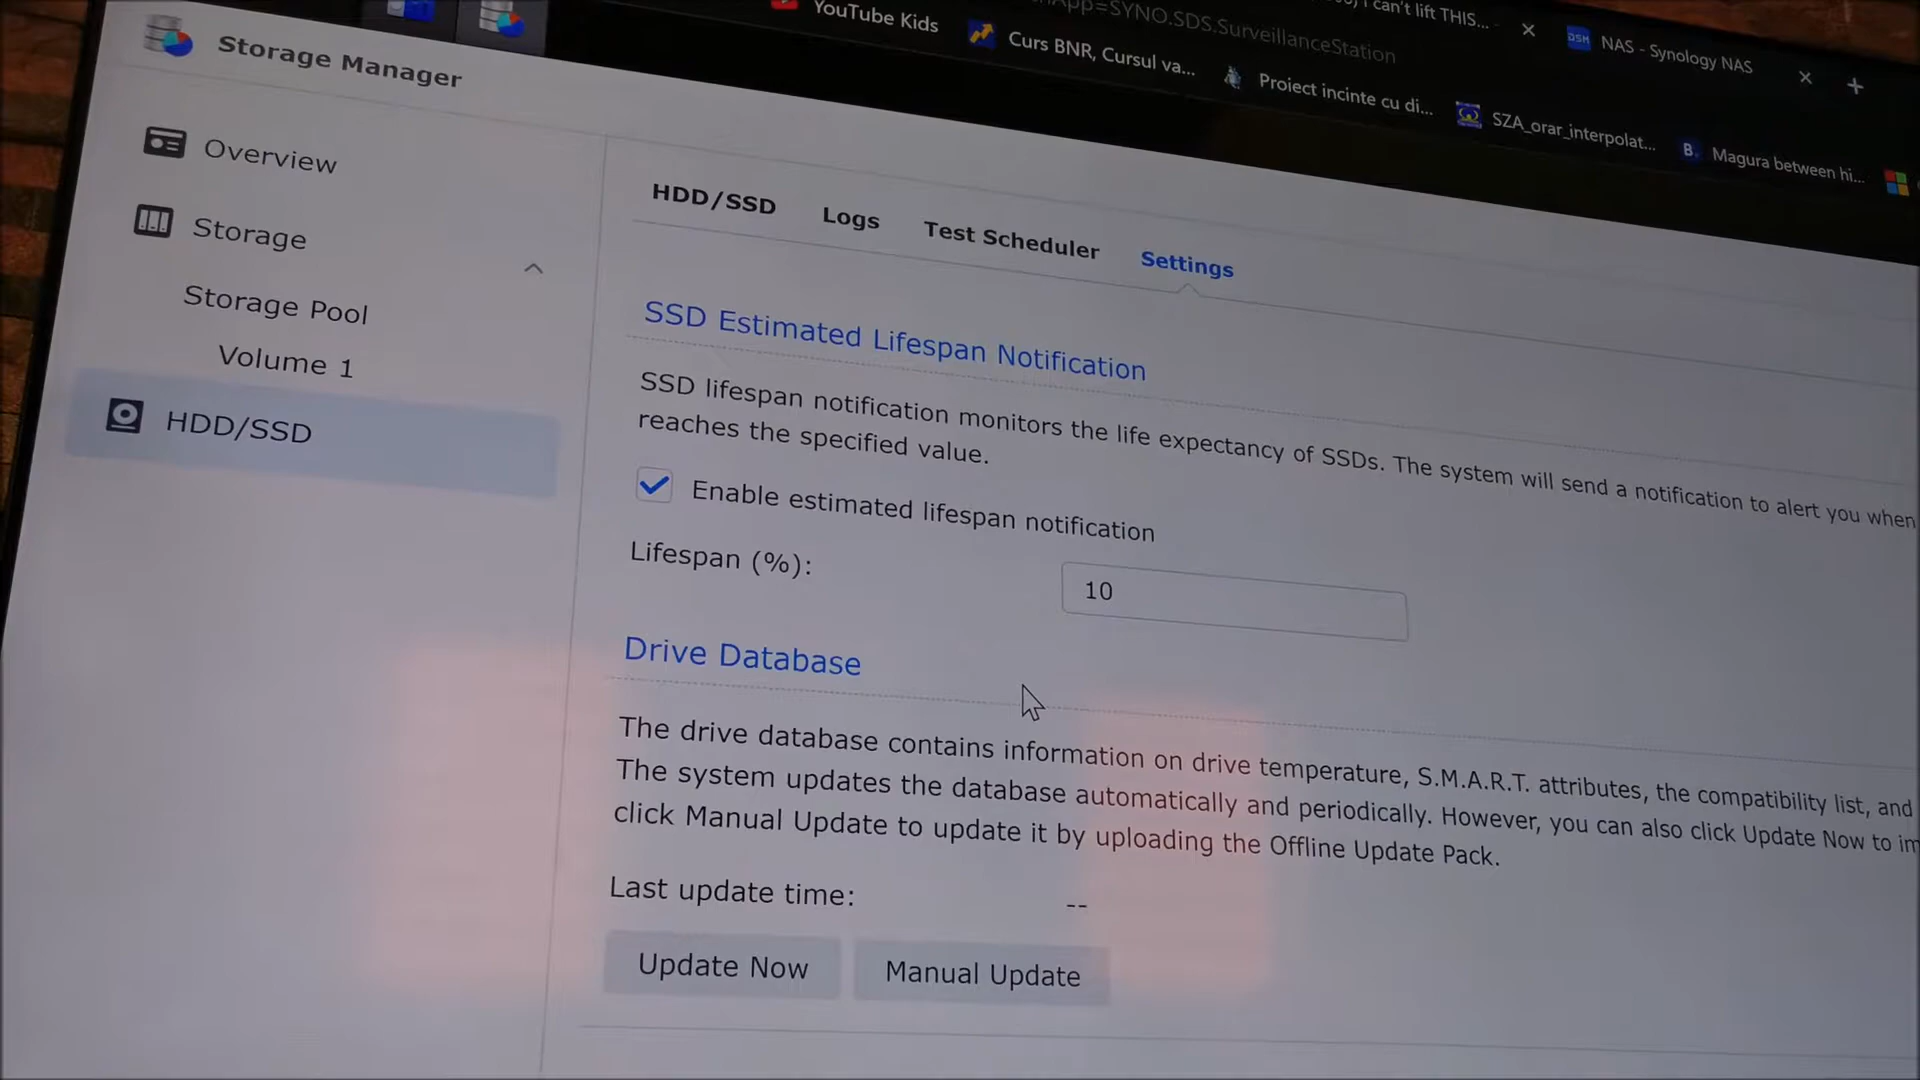 App=SYNO.SDS.SurveillanceStation
I can't lift THIS...
NAS - Synology NAS
YouTube Kids
Curs BNR, Cursul va...
Proiect incinte cu di...
SZA_orar_interpolat...
Magura between hi...
Storage Manager
Overview
Storage
Storage Pool
Volume 1
HDD/SSD
HDD/SSD
Logs
Test Scheduler
Settings
SSD Estimated Lifespan Notification
SSD lifespan notification monitors the life expectancy of SSDs. The system will send a notification to alert you when
reaches the specified value.
Enable estimated lifespan notification
Lifespan (%):
10
Drive Database
The drive database contains information on drive temperature, S.M.A.R.T. attributes, the compatibility list, and
The system updates the database automatically and periodically. However, you can also click Update Now to im
click Manual Update to update it by uploading the Offline Update Pack.
Last update time:
--
Update Now
Manual Update